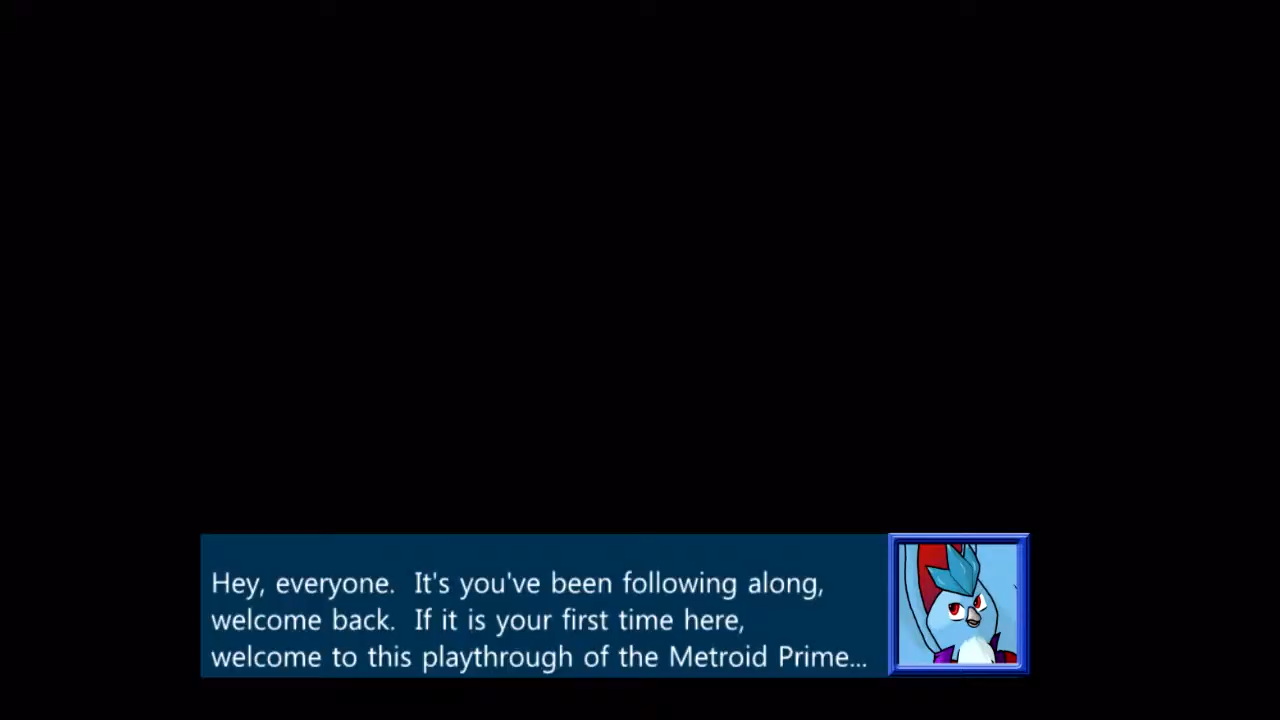 Hey, everyone.  It's you've been following along,
welcome back.  If it is your first time here,
welcome to this playthrough of the Metroid Prime...